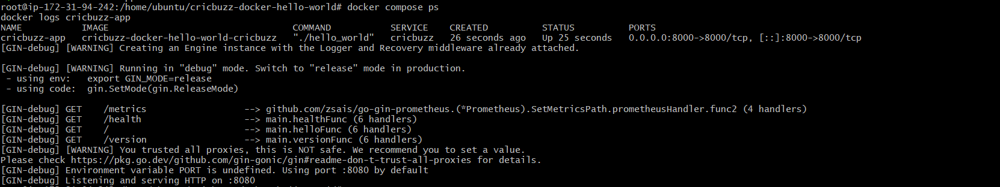 root@ip-172-31-94-242:/home/ubuntu/cricbuzz-docker-hello-world# docker compose ps
docker logs cricbuzz-app
NAME           IMAGE                                   COMMAND           SERVICE    CREATED          STATUS          PORTS
cricbuzz-app   cricbuzz-docker-hello-world-cricbuzz   "./hello_world"   cricbuzz   26 seconds ago   Up 25 seconds   0.0.0.0:8000->8000/tcp, [::]:8000->8000/tcp
[GIN-debug] [WARNING] Creating an Engine instance with the Logger and Recovery middleware already attached.

[GIN-debug] [WARNING] Running in "debug" mode. Switch to "release" mode in production.
 - using env:   export GIN_MODE=release
 - using code:  gin.SetMode(gin.ReleaseMode)

[GIN-debug] GET    /metrics                  --> github.com/zsais/go-gin-prometheus.(*Prometheus).SetMetricsPath.prometheusHandler.func2 (4 handlers)
[GIN-debug] GET    /health                   --> main.healthFunc (6 handlers)
[GIN-debug] GET    /                         --> main.helloFunc (6 handlers)
[GIN-debug] GET    /version                  --> main.versionFunc (6 handlers)
[GIN-debug] [WARNING] You trusted all proxies, this is NOT safe. We recommend you to set a value.
Please check https://pkg.go.dev/github.com/gin-gonic/gin#readme-don-t-trust-all-proxies for details.
[GIN-debug] Environment variable PORT is undefined. Using port :8080 by default
[GIN-debug] Listening and serving HTTP on :8080